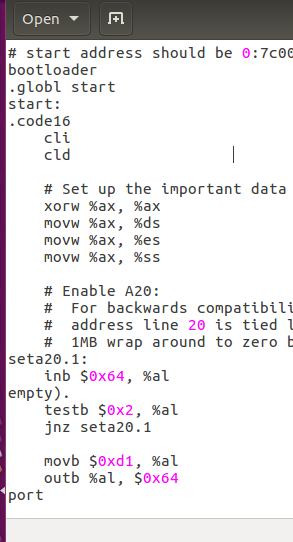 Open
# start address should be 0:7c00
bootloader
.globl start
start:
.code16
    cli
    cld

    # Set up the important data
    xorw %ax, %ax
    movw %ax, %ds
    movw %ax, %es
    movw %ax, %ss

    # Enable A20:
    #  For backwards compatibili
    #  address line 20 is tied l
    #  1MB wrap around to zero b
seta20.1:
    inb $0x64, %al
empty).
    testb $0x2, %al
    jnz seta20.1

    movb $0xd1, %al
    outb %al, $0x64
port